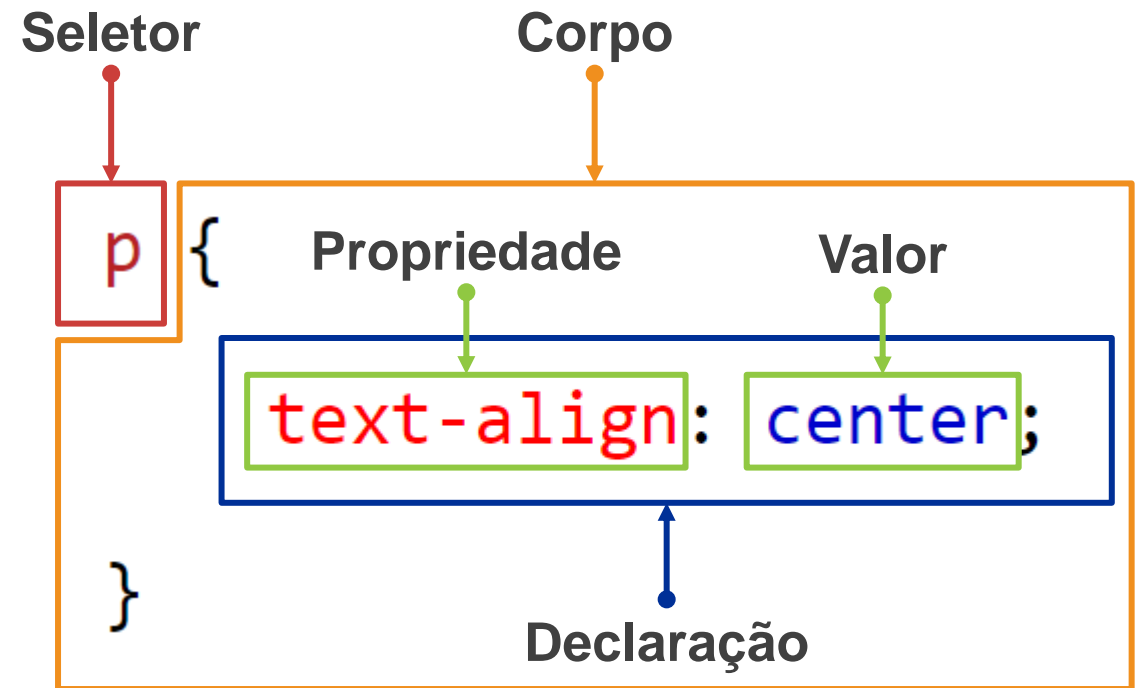 Seletor Corpo
p {
Propriedade Valor
text-align: center;
}
Declaração